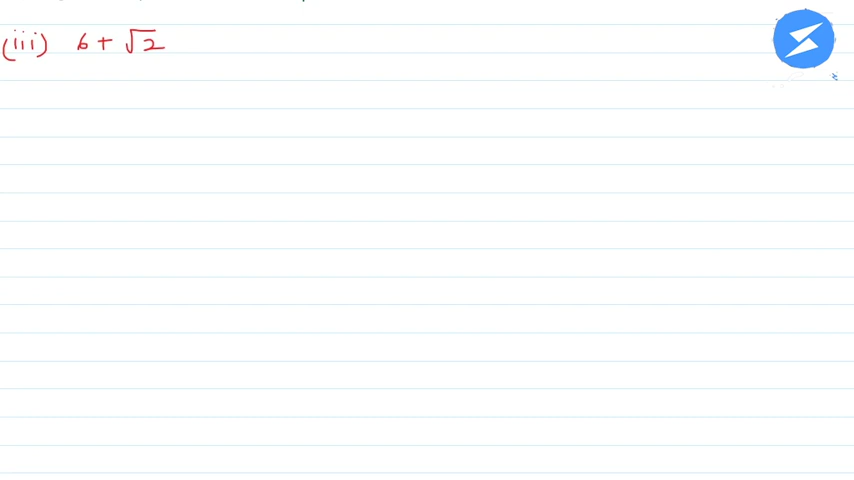 (iii) 6 + √2